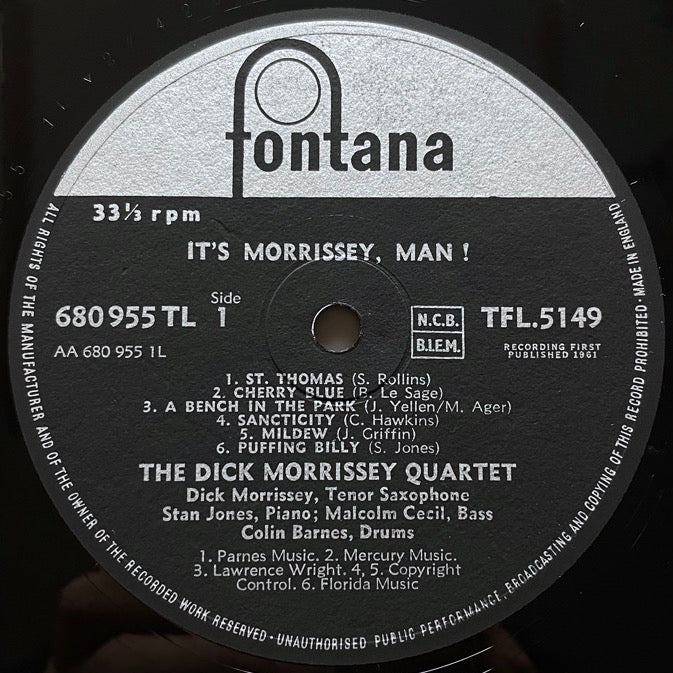 fontana
33⅓ rpm
IT'S MORRISSEY, MAN !
680 955 TL Side 1
N.C.B.
B.I.E.M.
TFL.5149
AA 680 955 1L
RECORDING FIRST
PUBLISHED 1961
1. ST. THOMAS (S. Rollins)
2. CHERRY BLUE (B. Le Sage)
3. A BENCH IN THE PARK (J. Yellen/M. Ager)
4. SANCTICITY (C. Hawkins)
5. MILDEW (J. Griffin)
6. PUFFING BILLY (S. Jones)
THE DICK MORRISSEY QUARTET
Dick Morrissey, Tenor Saxophone
Stan Jones, Piano; Malcolm Cecil, Bass
Colin Barnes, Drums
1. Parnes Music. 2. Mercury Music.
3. Lawrence Wright. 4, 5. Copyright
Control. 6. Florida Music
ALL RIGHTS OF THE MANUFACTURER AND OF THE OWNER OF THE RECORDED WORK RESERVED · UNAUTHORISED PUBLIC PERFORMANCE, BROADCASTING AND COPYING OF THIS RECORD PROHIBITED · MADE IN ENGLAND